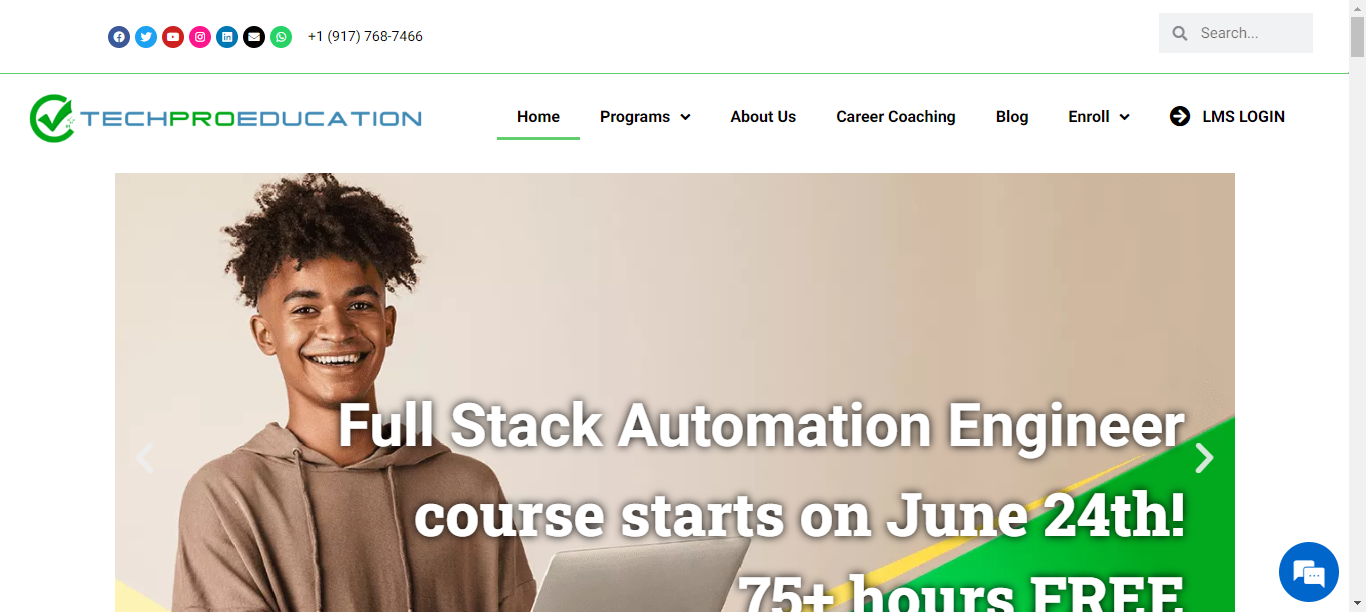 +1 (917) 768-7466
Search...
TECHPROEDUCATION
Home Programs About Us Career Coaching Blog Enroll LMS LOGIN
Full Stack Automation Engineer
course starts on June 24th!
75+ hours FREE